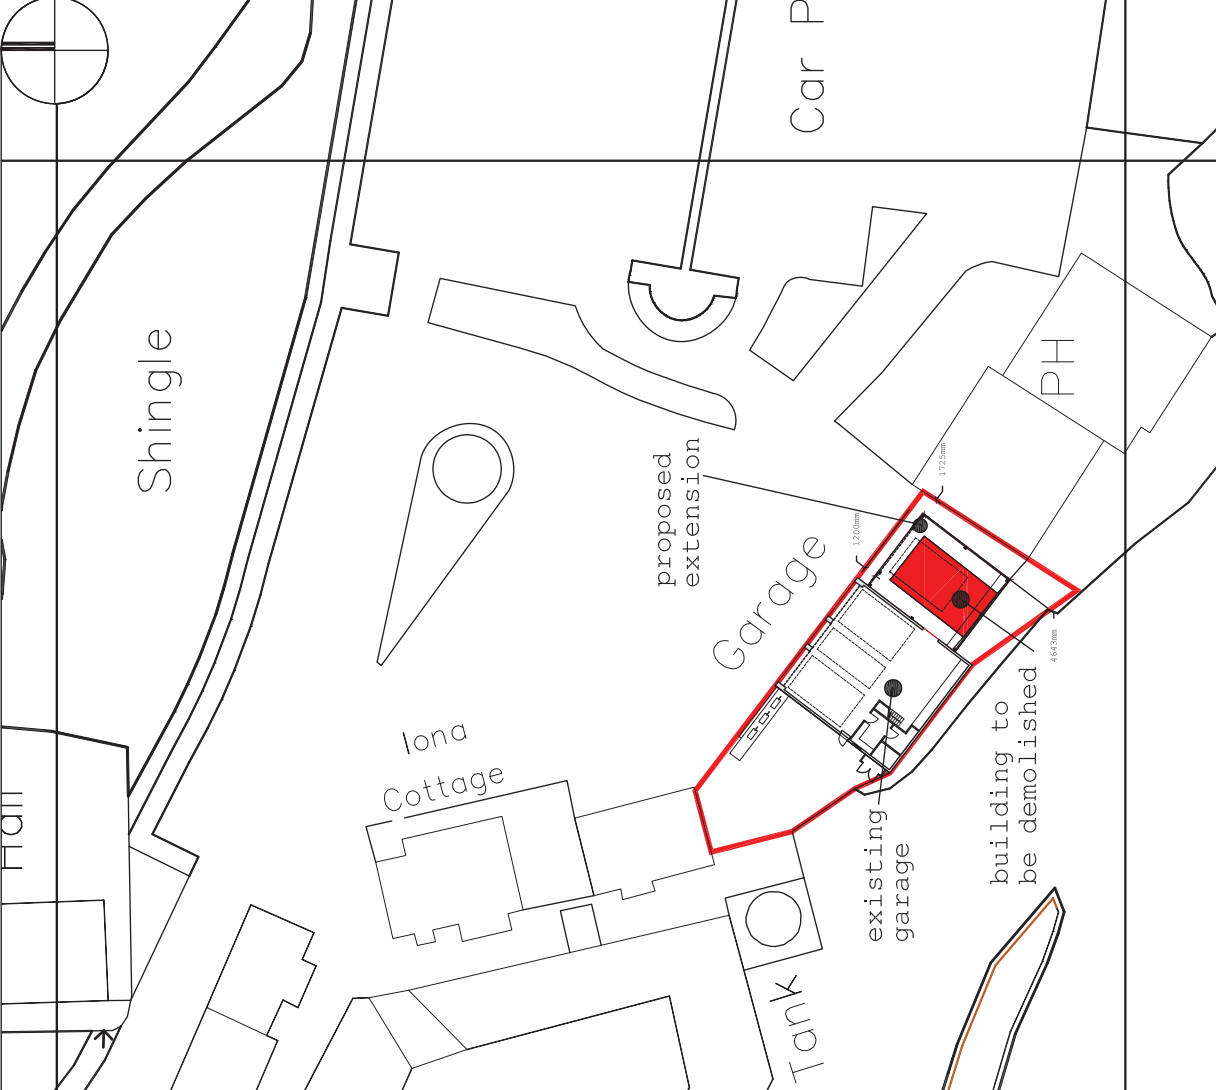 Car P
Shingle
PH
proposed
extension
1725mm
1200mm
Garage
4643mm
building to
be demolished
Iona
Cottage
existing
garage
Hall
Tank